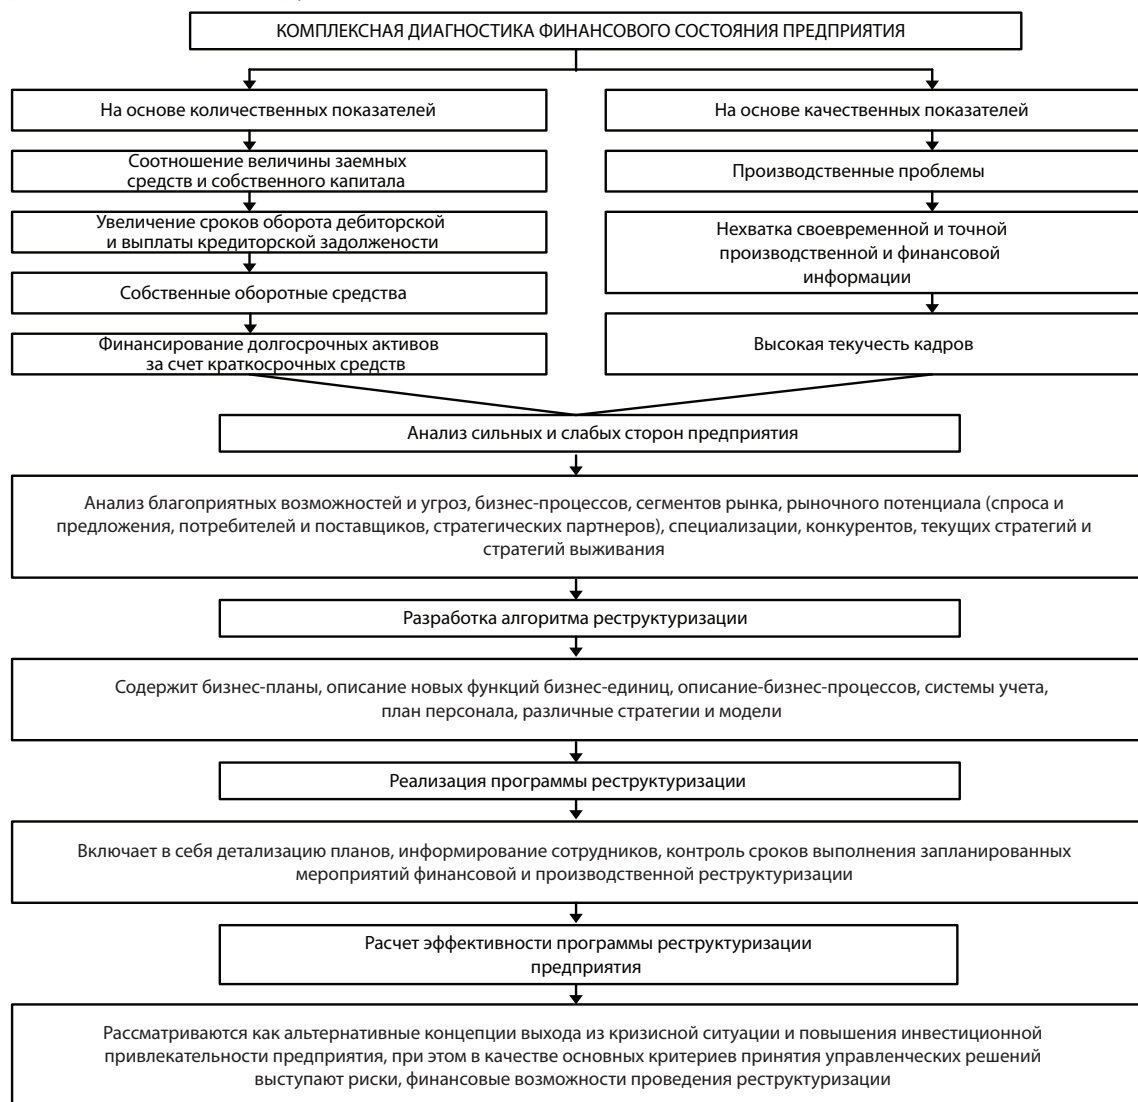 КОМПЛЕКСНАЯ ДИАГНОСТИКА ФИНАНСОВОГО СОСТОЯНИЯ ПРЕДПРИЯТИЯ
На основе количественных показателей
Соотношение величины заемных
средств и собственного капитала
Увеличение сроков оборота дебиторской
и выплаты кредиторской задолжености
Собственные оборотные средства
Финансирование долгосрочных активов
за счет краткосрочных средств
На основе качественных показателей
Производственные проблемы
Нехватка своевременной и точной
производственной и финансовой
информации
Высокая текучесть кадров
Анализ сильных и слабых сторон предприятия
Анализ благоприятных возможностей и угроз, бизнес-процессов, сегментов рынка, рыночного потенциала (спроса и
предложения, потребителей и поставщиков, стратегических партнеров), специализации, конкурентов, текущих стратегий и
стратегий выживания
Разработка алгоритма реструктуризации
Содержит бизнес-планы, описание новых функций бизнес-единиц, описание-бизнес-процессов, системы учета,
план персонала, различные стратегии и модели
Реализация программы реструктуризации
Включает в себя детализацию планов, информирование сотрудников, контроль сроков выполнения запланированных
мероприятий финансовой и производственной реструктуризации
Расчет эффективности программы реструктуризации
предприятия
Рассматриваются как альтернативные концепции выхода из кризисной ситуации и повышения инвестиционной
привлекательности предприятия, при этом в качестве основных критериев принятия управленческих решений
выступают риски, финансовые возможности проведения реструктуризации